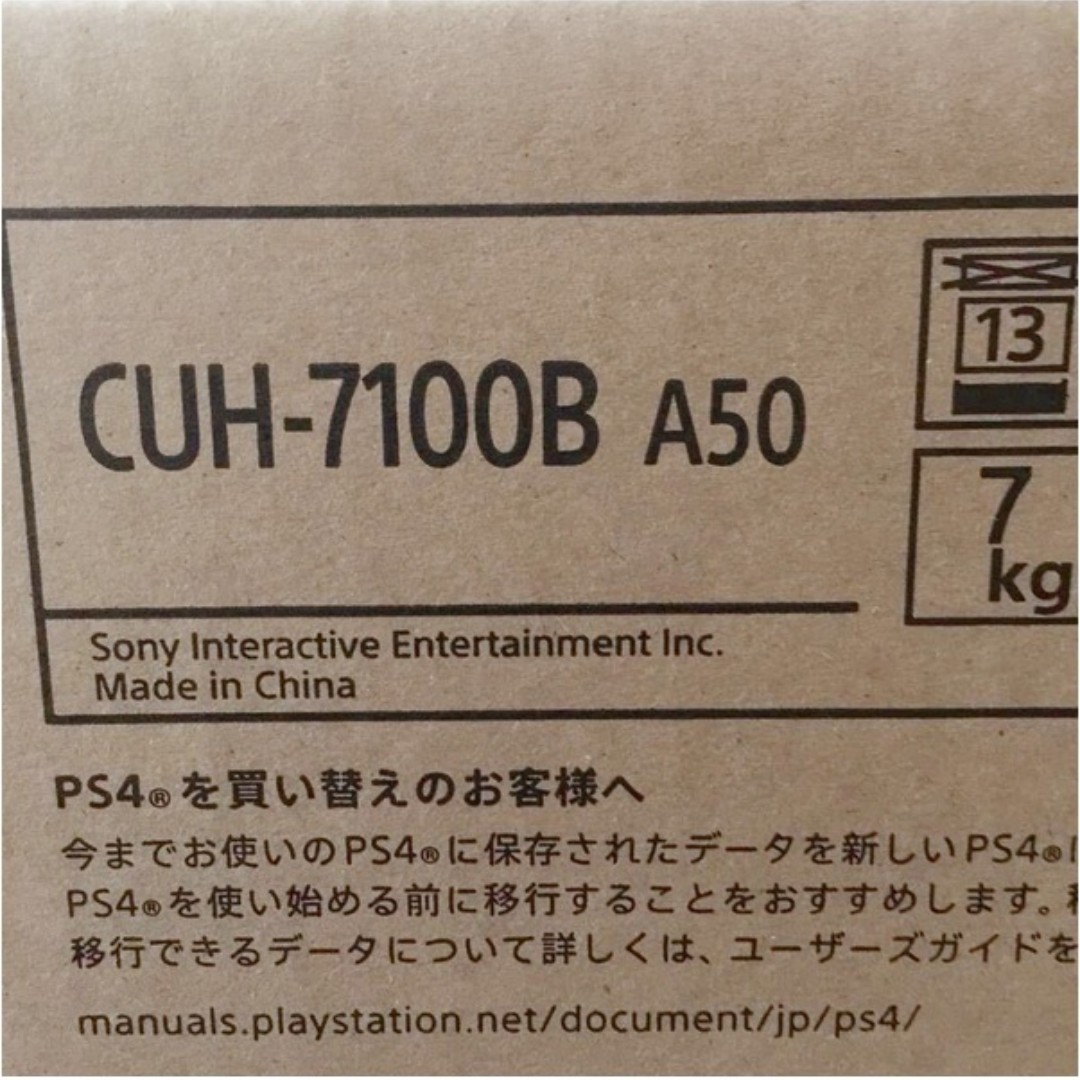 CUH-7100B A50
13
7
kg
Sony Interactive Entertainment Inc.
Made in China
PS4®を買い替えのお客様へ
今までお使いのPS4®に保存されたデータを新しいPS4®に
PS4®を使い始める前に移行することをおすすめします。
移行できるデータについて詳しくは、ユーザーズガイドを
manuals.playstation.net/document/jp/ps4/